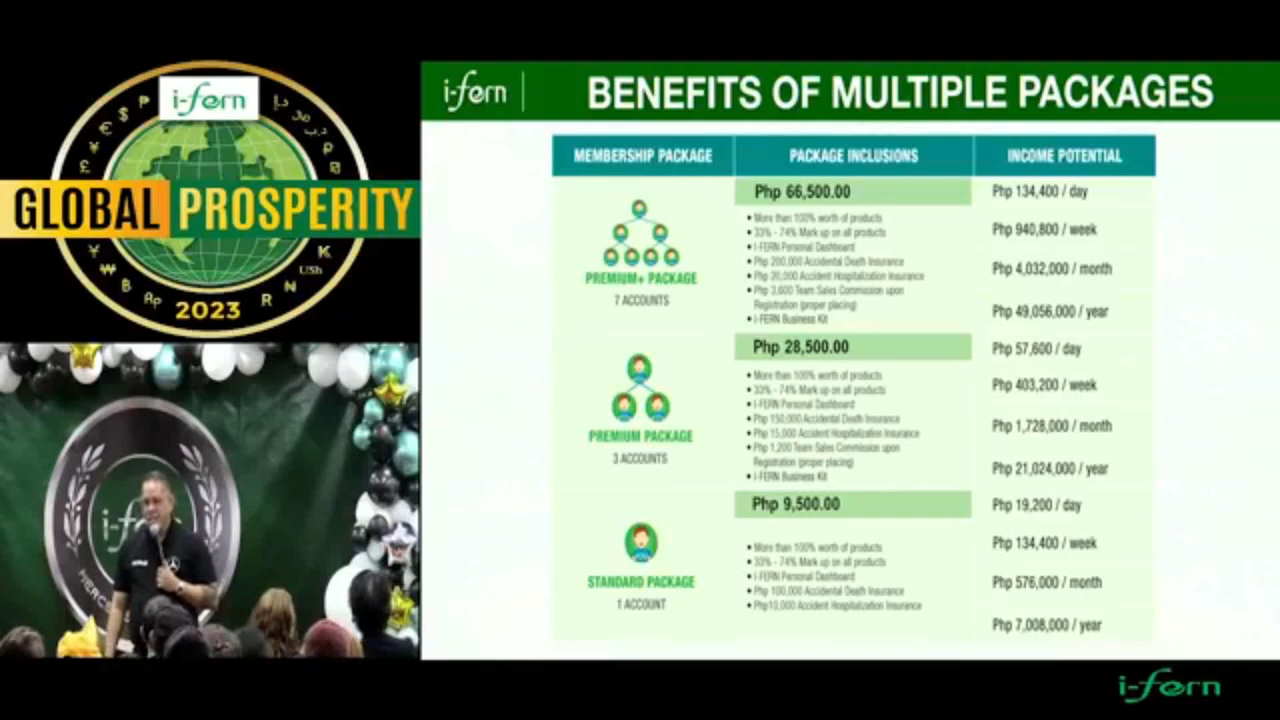 i-fern
GLOBAL PROSPERITY
2023
i-fern
BENEFITS OF MULTIPLE PACKAGES
MEMBERSHIP PACKAGE
PACKAGE INCLUSIONS
INCOME POTENTIAL
PREMIUM+ PACKAGE
7 ACCOUNTS
Php 66,500.00
• More than 100% worth of products
• 33% - 74% Mark up on all products
• I-FERN Personal Dashboard
• Php 200,000 Accidental Death Insurance
• Php 20,000 Accident Hospitalization Insurance
• Php 3,600 Team Sales Commission upon
Registration (proper placing)
• I-FERN Business Kit
Php 134,400 / day
Php 940,800 / week
Php 4,032,000 / month
Php 49,056,000 / year
PREMIUM PACKAGE
3 ACCOUNTS
Php 28,500.00
• More than 100% worth of products
• 33% - 74% Mark up on all products
• I-FERN Personal Dashboard
• Php 150,000 Accidental Death Insurance
• Php 15,000 Accident Hospitalization Insurance
• Php 1,200 Team Sales Commission upon
Registration (proper placing)
• I-FERN Business Kit
Php 57,600 / day
Php 403,200 / week
Php 1,728,000 / month
Php 21,024,000 / year
STANDARD PACKAGE
1 ACCOUNT
Php 9,500.00
• More than 100% worth of products
• 33% - 74% Mark up on all products
• I-FERN Personal Dashboard
• Php 100,000 Accidental Death Insurance
• Php10,000 Accident Hospitalization Insurance
Php 19,200 / day
Php 134,400 / week
Php 576,000 / month
Php 7,008,000 / year
i-fern